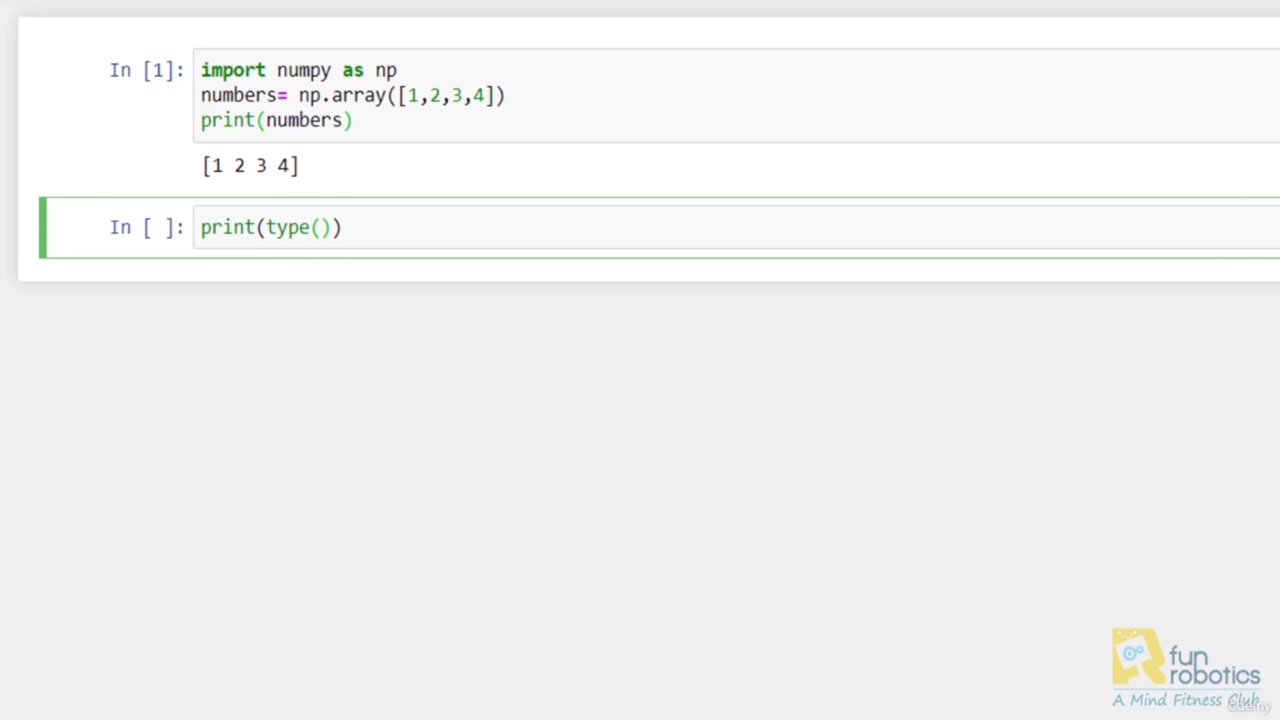 In [1]: import numpy as np
numbers= np.array([1,2,3,4])
print(numbers)
[1 2 3 4]
In [ ]: print(type())
fun
robotics
A Mind Fitness Club
udemy